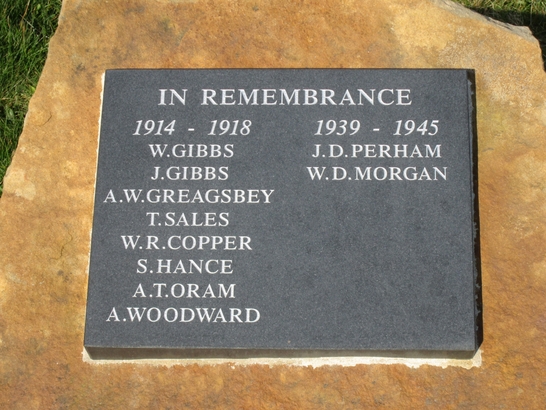 IN REMEMBRANCE
1914 - 1918
W.GIBBS
J.GIBBS
A.W.GREAGSBEY
T.SALES
W.R.COPPER
S.HANCE
A.T.ORAM
A.WOODWARD
1939 - 1945
J.D.PERHAM
W.D.MORGAN